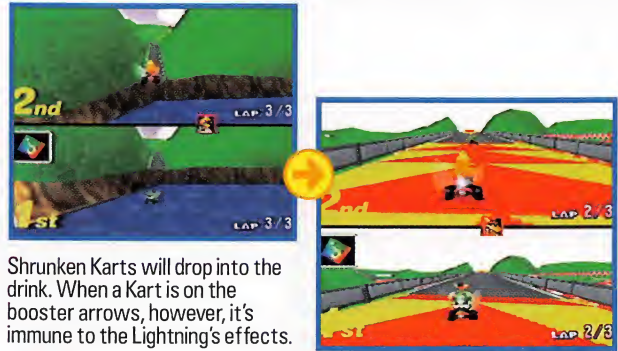 2nd
LAP 3/3
1st
LAP 3/3
2nd
LAP 2/3
1st
LAP 2/3
Shrunken Karts will drop into the
drink. When a Kart is on the
booster arrows, however, it's
immune to the Lightning's effects.